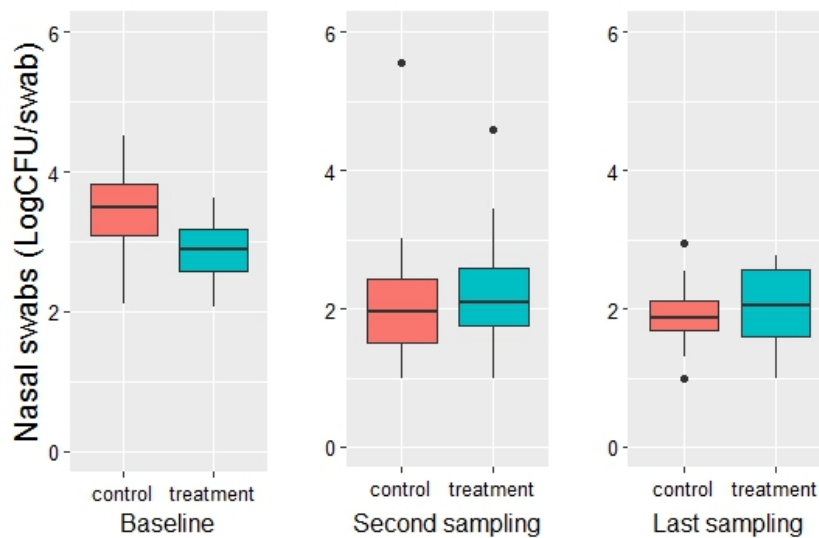 Nasal swabs (LogCFU/swab)
6
4
2
0
control treatment
Baseline
6
4
2
0
control treatment
Second sampling
6
4
2
0
control treatment
Last sampling